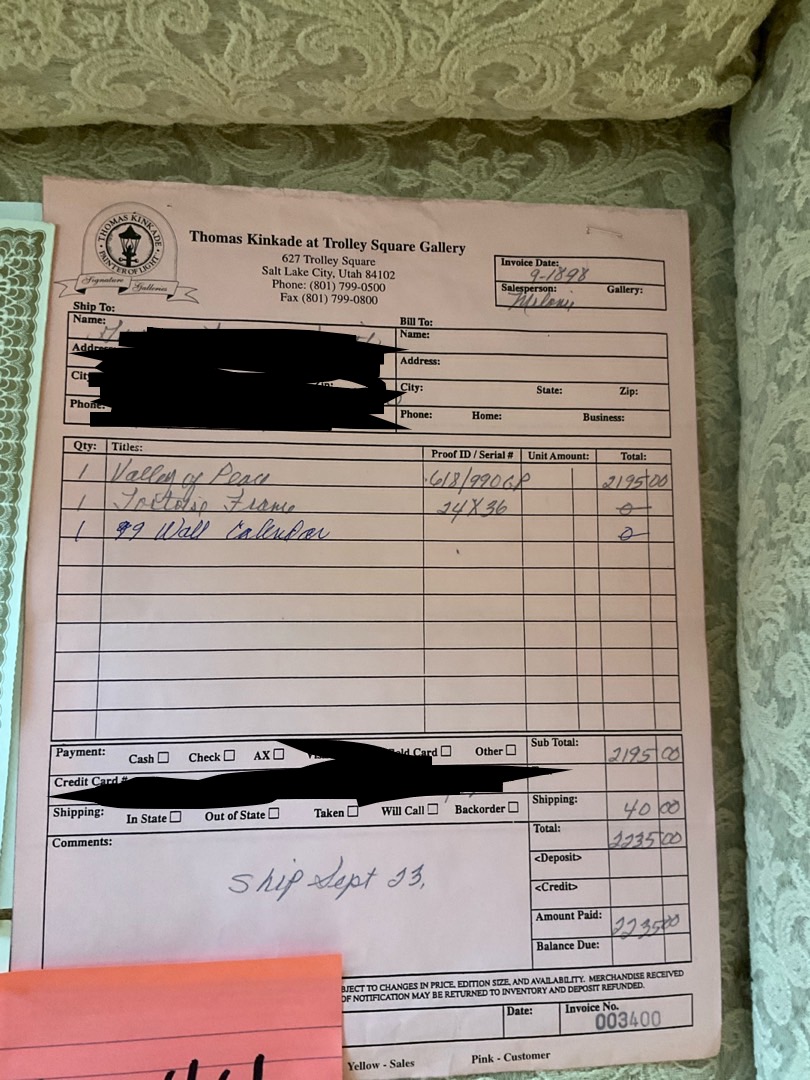 THOMAS KINKADE
PAINTER OF LIGHT
Signature Galleries
Thomas Kinkade at Trolley Square Gallery
627 Trolley Square
Salt Lake City, Utah 84102
Phone: (801) 799-0500
Fax (801) 799-0800
Invoice Date:
9-1898
Salesperson: Gallery:
Melanie
Ship To:
Name:
City
Phone:
Bill To:
Name:
Address:
City: State: Zip:
Phone: Home: Business:
Qty: Titles: Proof ID / Serial # Unit Amount: Total:
1 Valley of Peace 618/990GP 2195 00
1 Tortoise Frame 24X36 0
1 99 Wall Calendar 0
Payment: Cash Check AX Card Other
Credit Card #
Shipping: In State Out of State Taken Will Call Backorder
Comments:
Ship Sept 23,
Sub Total: 2195 00
Shipping: 40 00
Total: 2235 00
<Deposit>
<Credit>
Amount Paid: 2235 00
Balance Due:
BJECT TO CHANGES IN PRICE, EDITION SIZE, AND AVAILABILITY. MERCHANDISE RECEIVED
OF NOTIFICATION MAY BE RETURNED TO INVENTORY AND DEPOSIT REFUNDED.
Date: Invoice No.
003400
Yellow - Sales Pink - Customer